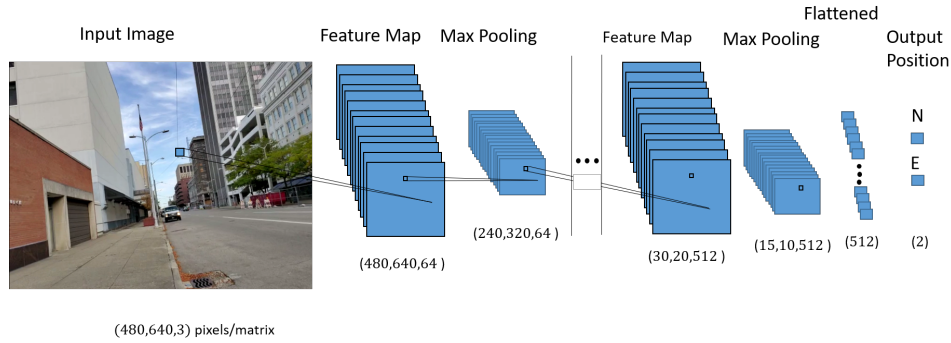 Input Image
Feature Map
Max Pooling
Feature Map
Max Pooling
Flattened
Output
Position
N
E
(480,640,3) pixels/matrix
(480,640,64 )
(240,320,64 )
(30,20,512 )
(15,10,512 )
(512)
(2)